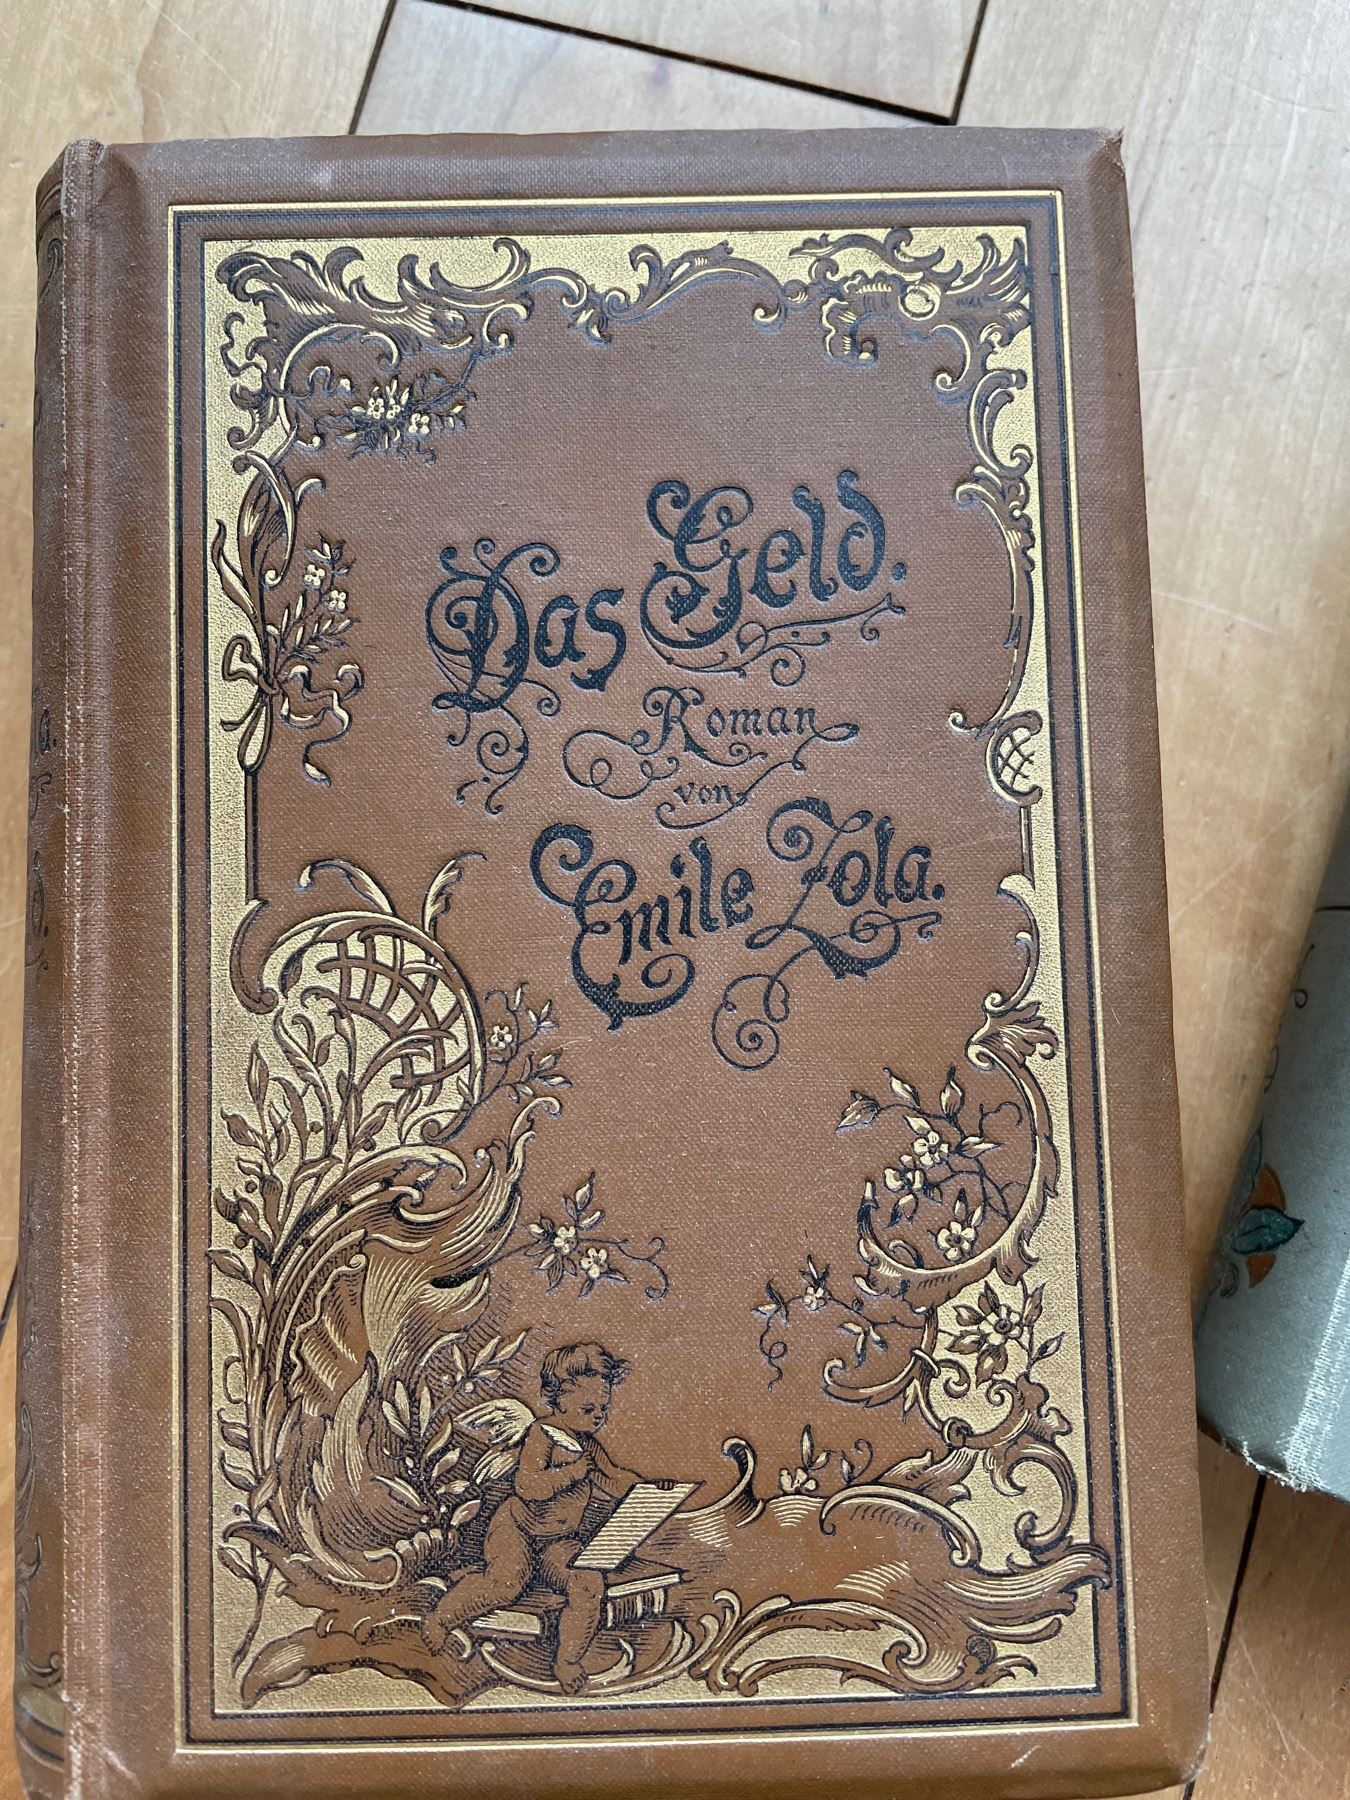 Das Geld.
Roman
von
Emile Zola.